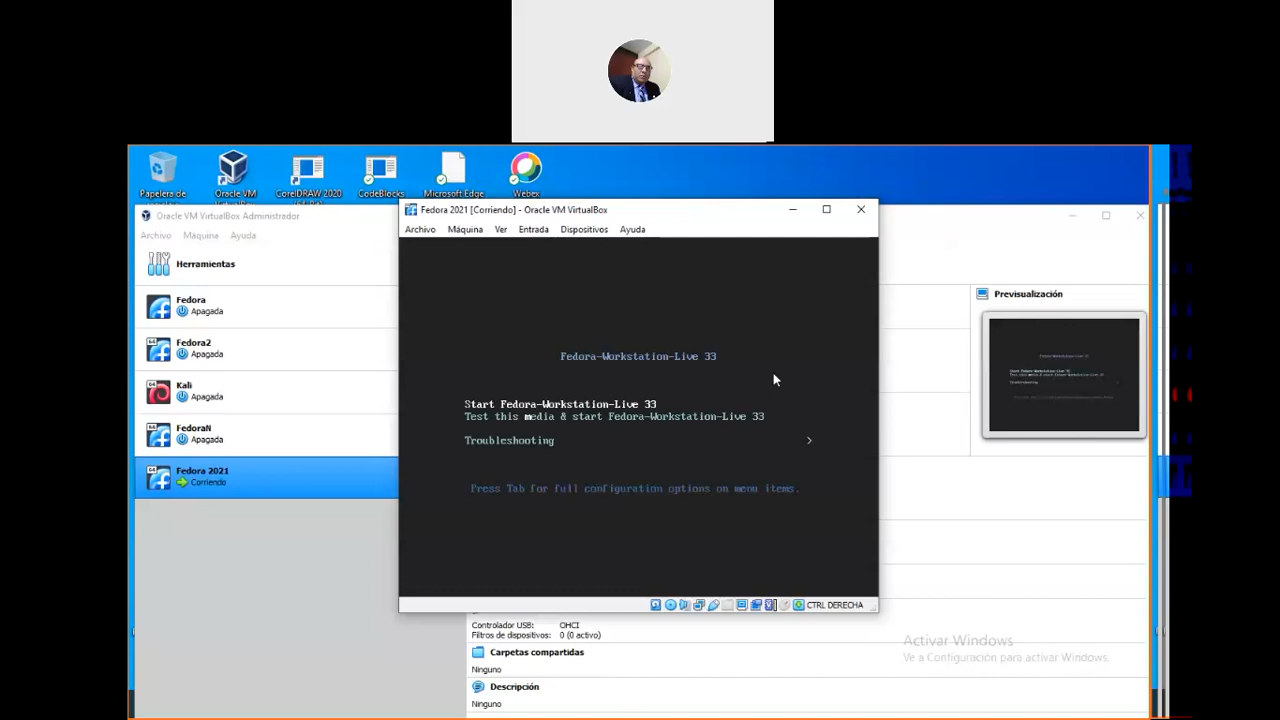 Papelera de
Oracle VM
CorelDRAW 2020
CodeBlocks
Microsoft Edge
Webex
Oracle VM VirtualBox Administrador
Archivo Máquina Ayuda
Herramientas
Fedora
Apagada
Fedora2
Apagada
Kali
Apagada
FedoraN
Apagada
Fedora 2021
Corriendo
Fedora 2021 [Corriendo] - Oracle VM VirtualBox
Archivo Máquina Ver Entrada Dispositivos Ayuda
Fedora-Workstation-Live 33
Start Fedora-Workstation-Live 33
Test this media & start Fedora-Workstation-Live 33
Troubleshooting >
Press Tab for full configuration options on menu items.
CTRL DERECHA
Previsualización
Controlador USB: OHCI
Filtros de dispositivos: 0 (0 activo)
Carpetas compartidas
Ninguno
Descripción
Ninguno
Activar Windows
Ve a Configuración para activar Windows.